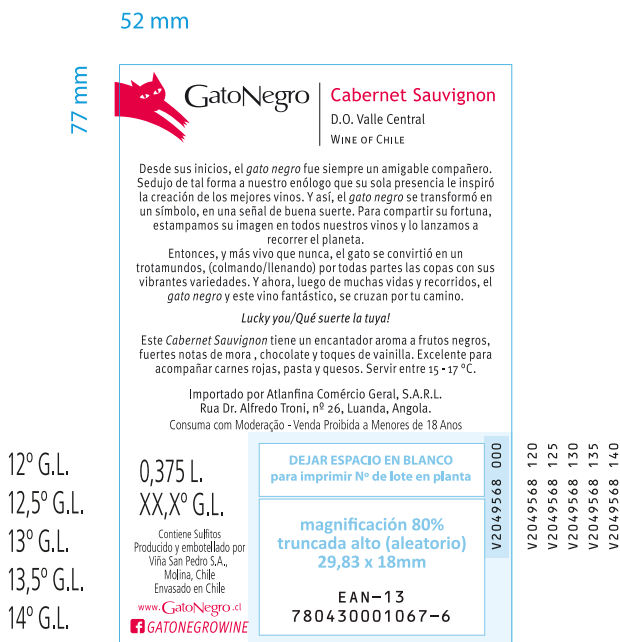 52 mm
77 mm
GatoNegro
Cabernet Sauvignon
D.O. Valle Central
WINE OF CHILE
Desde sus inicios, el gato negro fue siempre un amigable compañero.
Sedujo de tal forma a nuestro enólogo que su sola presencia le inspiró
la creación de los mejores vinos. Y así, el gato negro se transformó en
un símbolo, en una señal de buena suerte. Para compartir su fortuna,
estampamos su imagen en todos nuestros vinos y lo lanzamos a
recorrer el planeta.
Entonces, y más vivo que nunca, el gato se convirtió en un
trotamundos, (colmando/llenando) por todas partes las copas con sus
vibrantes variedades. Y ahora, luego de muchas vidas y recorridos, el
gato negro y este vino fantástico, se cruzan por tu camino.
Lucky you/Qué suerte la tuya!
Este Cabernet Sauvignon tiene un encantador aroma a frutos negros,
fuertes notas de mora , chocolate y toques de vainilla. Excelente para
acompañar carnes rojas, pasta y quesos. Servir entre 15 - 17 °C.
Importado por Atlanfina Comércio Geral, S.A.R.L.
Rua Dr. Alfredo Troni, nº 26, Luanda, Angola.
Consuma com Moderação - Venda Proibida a Menores de 18 Anos
12º G.L.
12,5º G.L.
13º G.L.
13,5º G.L.
14º G.L.
0,375 L.
XX,Xº G.L.
Contiene Sulfitos
Producido y embotellado por
Viña San Pedro S.A.,
Molina, Chile
Envasado en Chile
www.GatoNegro.cl
GATONEGROWINE
DEJAR ESPACIO EN BLANCO
para imprimir Nº de lote en planta
magnificación 80%
truncada alto (aleatorio)
29,83 x 18mm
EAN-13
780430001067-6
V2049568 000
V2049568 120
V2049568 125
V2049568 130
V2049568 135
V2049568 140